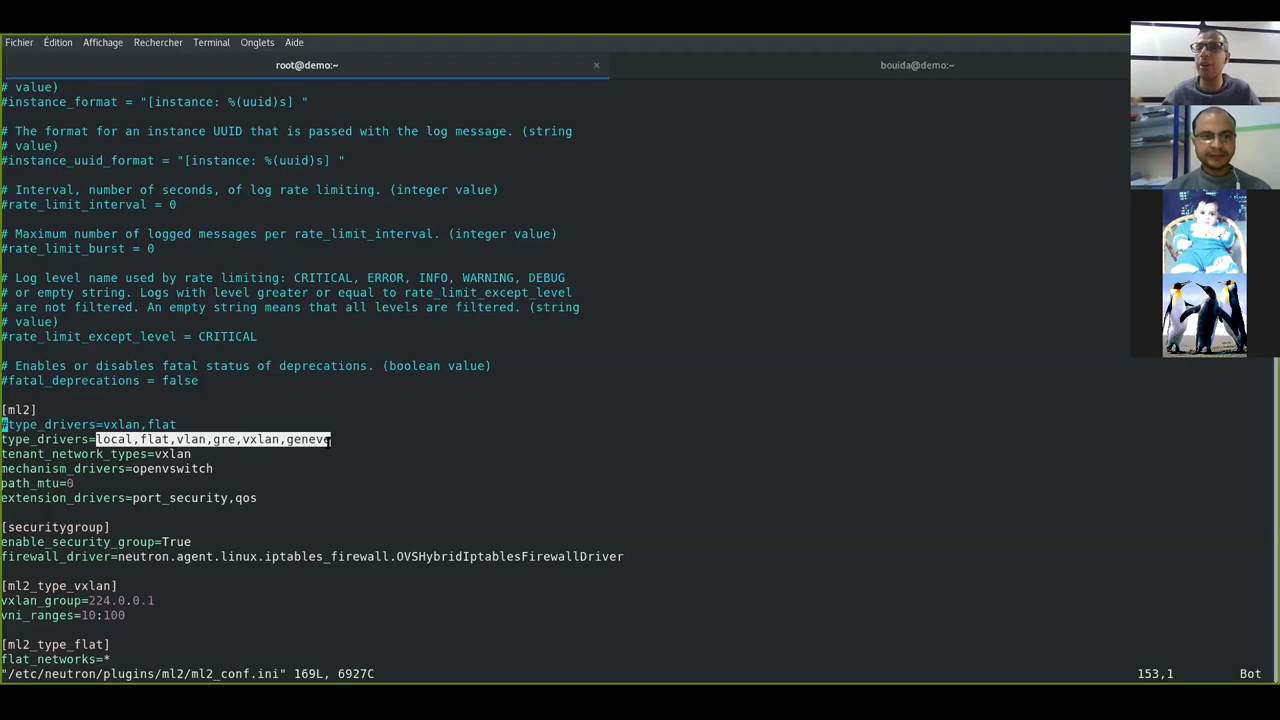 Fichier Édition Affichage Rechercher Terminal Onglets Aide
root@demo:~ × bouida@demo:~
# value)
#instance_format = "[instance: %(uuid)s] "
# The format for an instance UUID that is passed with the log message. (string
# value)
#instance_uuid_format = "[instance: %(uuid)s] "
# Interval, number of seconds, of log rate limiting. (integer value)
#rate_limit_interval = 0
# Maximum number of logged messages per rate_limit_interval. (integer value)
#rate_limit_burst = 0
# Log level name used by rate limiting: CRITICAL, ERROR, INFO, WARNING, DEBUG
# or empty string. Logs with level greater or equal to rate_limit_except_level
# are not filtered. An empty string means that all levels are filtered. (string
# value)
#rate_limit_except_level = CRITICAL
# Enables or disables fatal status of deprecations. (boolean value)
#fatal_deprecations = false
[ml2]
#type_drivers=vxlan,flat
type_drivers=local,flat,vlan,gre,vxlan,geneve
tenant_network_types=vxlan
mechanism_drivers=openvswitch
path_mtu=0
extension_drivers=port_security,qos
[securitygroup]
enable_security_group=True
firewall_driver=neutron.agent.linux.iptables_firewall.OVSHybridIptablesFirewallDriver
[ml2_type_vxlan]
vxlan_group=224.0.0.1
vni_ranges=10:100
[ml2_type_flat]
flat_networks=*
"/etc/neutron/plugins/ml2/ml2_conf.ini" 169L, 6927C 153,1 Bot